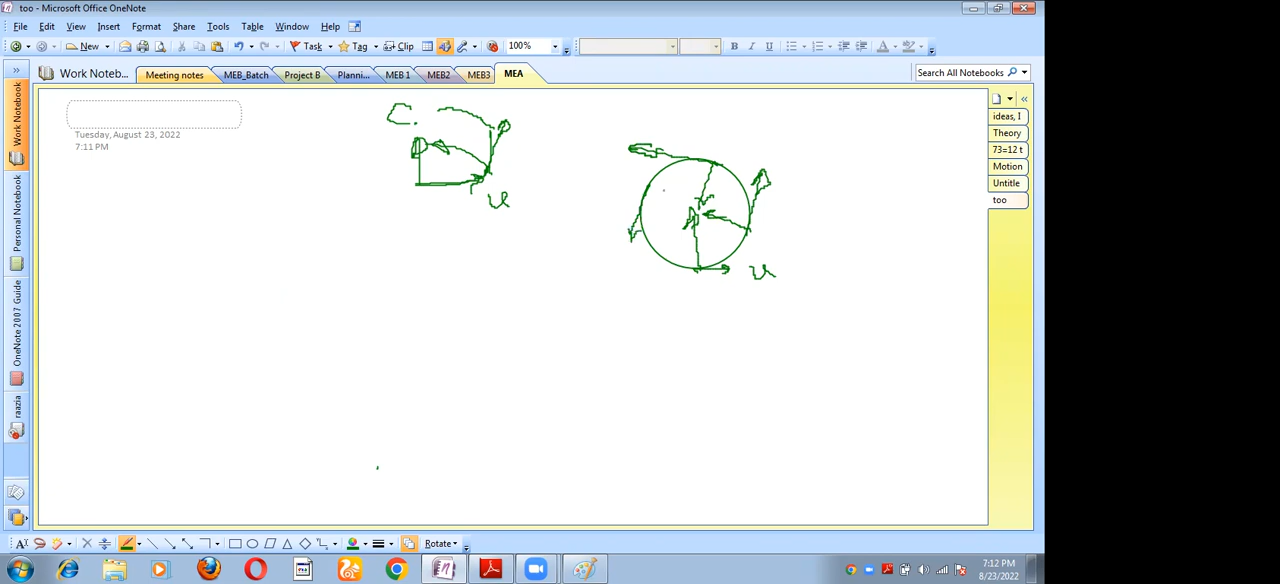 too - Microsoft Office OneNote
File Edit View Insert Format Share Tools Table Window Help
New Task Tag Clip 100% B I U A
Work Noteb... Meeting notes MEB_Batch Project B Planni... MEB 1 MEB2 MEB3 MEA Search All Notebooks
Work Notebook
Personal Notebook
OneNote 2007 Guide
raazia
Tuesday, August 23, 2022
7:11 PM
C.
u
u
ideas, I
Theory
73=12 t
Motion
Untitle
too
Rotate
7:12 PM
8/23/2022